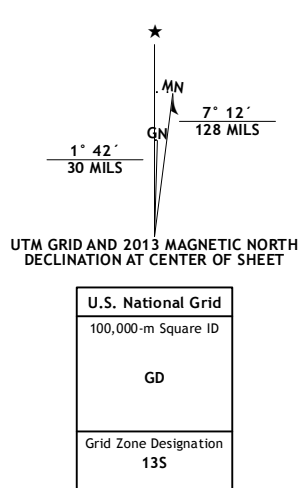 ★
MN
GN
7° 12´
128 MILS
1° 42´
30 MILS
UTM GRID AND 2013 MAGNETIC NORTH
DECLINATION AT CENTER OF SHEET
U.S. National Grid
100,000-m Square ID
GD
Grid Zone Designation
13S